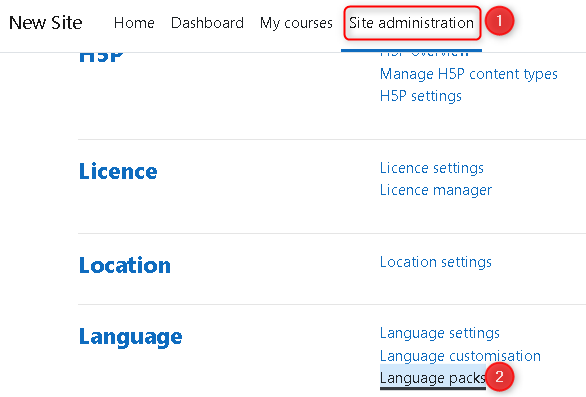 New Site Home Dashboard My courses Site administration 1
H5P H5P overview
Manage H5P content types
H5P settings
Licence Licence settings
Licence manager
Location Location settings
Language Language settings
Language customisation
Language packs 2